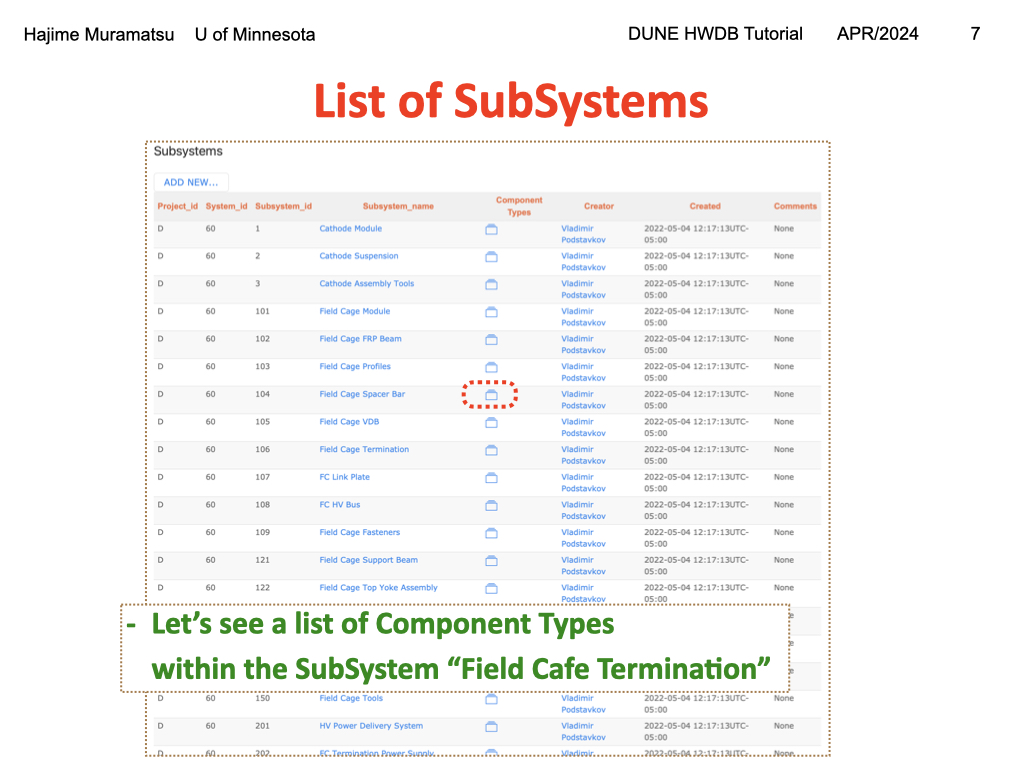 Hajime Muramatsu U of Minnesota DUNE HWDB Tutorial APR/2024 7
List of SubSystems
Subsystems
ADD NEW...
Project_id System_id Subsystem_id Subsystem_name Component Types Creator Created Comments
D 60 1 Cathode Module Vladimir Podstavkov 2022-05-04 12:17:13UTC-05:00 None
D 60 2 Cathode Suspension Vladimir Podstavkov 2022-05-04 12:17:13UTC-05:00 None
D 60 3 Cathode Assembly Tools Vladimir Podstavkov 2022-05-04 12:17:13UTC-05:00 None
D 60 101 Field Cage Module Vladimir Podstavkov 2022-05-04 12:17:13UTC-05:00 None
D 60 102 Field Cage FRP Beam Vladimir Podstavkov 2022-05-04 12:17:13UTC-05:00 None
D 60 103 Field Cage Profiles Vladimir Podstavkov 2022-05-04 12:17:13UTC-05:00 None
D 60 104 Field Cage Spacer Bar Vladimir Podstavkov 2022-05-04 12:17:13UTC-05:00 None
D 60 105 Field Cage VDB Vladimir Podstavkov 2022-05-04 12:17:13UTC-05:00 None
D 60 106 Field Cage Termination Vladimir Podstavkov 2022-05-04 12:17:13UTC-05:00 None
D 60 107 FC Link Plate Vladimir Podstavkov 2022-05-04 12:17:13UTC-05:00 None
D 60 108 FC HV Bus Vladimir Podstavkov 2022-05-04 12:17:13UTC-05:00 None
D 60 109 Field Cage Fasteners Vladimir Podstavkov 2022-05-04 12:17:13UTC-05:00 None
D 60 121 Field Cage Support Beam Vladimir Podstavkov 2022-05-04 12:17:13UTC-05:00 None
D 60 122 Field Cage Top Yoke Assembly Vladimir Podstavkov 2022-05-04 12:17:13UTC-05:00 None
- Let's see a list of Component Types
within the SubSystem “Field Cafe Termination”
D 60 150 Field Cage Tools Vladimir Podstavkov 2022-05-04 12:17:13UTC-05:00 None
D 60 201 HV Power Delivery System Vladimir Podstavkov 2022-05-04 12:17:13UTC-05:00 None
D 60 202 FC Termination Power Supply Vladimir 2022-05-04 12:17:13UTC- None